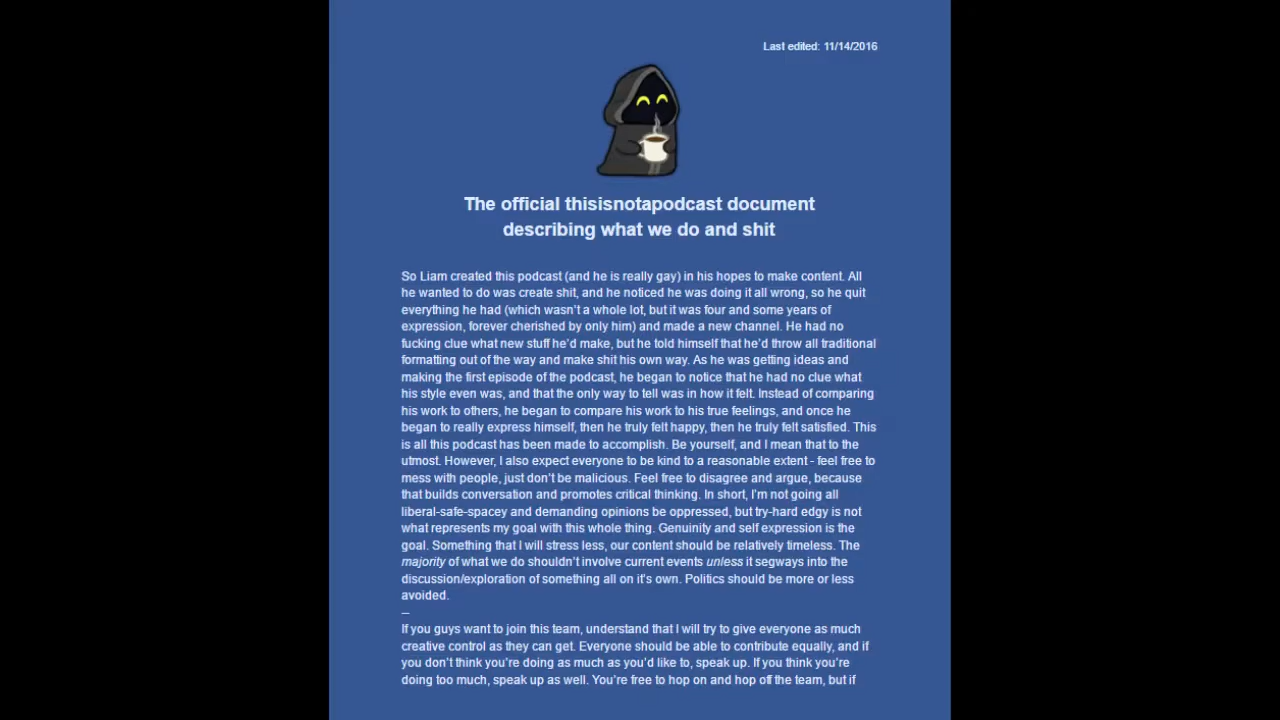 Last edited: 11/14/2016
The official thisisnotapodcast document
describing what we do and shit
So Liam created this podcast (and he is really gay) in his hopes to make content. All
he wanted to do was create shit, and he noticed he was doing it all wrong, so he quit
everything he had (which wasn't a whole lot, but it was four and some years of
expression, forever cherished by only him) and made a new channel. He had no
fucking clue what new stuff he'd make, but he told himself that he'd throw all traditional
formatting out of the way and make shit his own way. As he was getting ideas and
making the first episode of the podcast, he began to notice that he had no clue what
his style even was, and that the only way to tell was in how it felt. Instead of comparing
his work to others, he began to compare his work to his true feelings, and once he
began to really express himself, then he truly felt happy, then he truly felt satisfied. This
is all this podcast has been made to accomplish. Be yourself, and I mean that to the
utmost. However, I also expect everyone to be kind to a reasonable extent - feel free to
mess with people, just don't be malicious. Feel free to disagree and argue, because
that builds conversation and promotes critical thinking. In short, I'm not going all
liberal-safe-spacey and demanding opinions be oppressed, but try-hard edgy is not
what represents my goal with this whole thing. Genuinity and self expression is the
goal. Something that I will stress less, our content should be relatively timeless. The
majority of what we do shouldn't involve current events unless it segways into the
discussion/exploration of something all on it's own. Politics should be more or less
avoided.
–
If you guys want to join this team, understand that I will try to give everyone as much
creative control as they can get. Everyone should be able to contribute equally, and if
you don't think you're doing as much as you'd like to, speak up. If you think you're
doing too much, speak up as well. You're free to hop on and hop off the team, but if